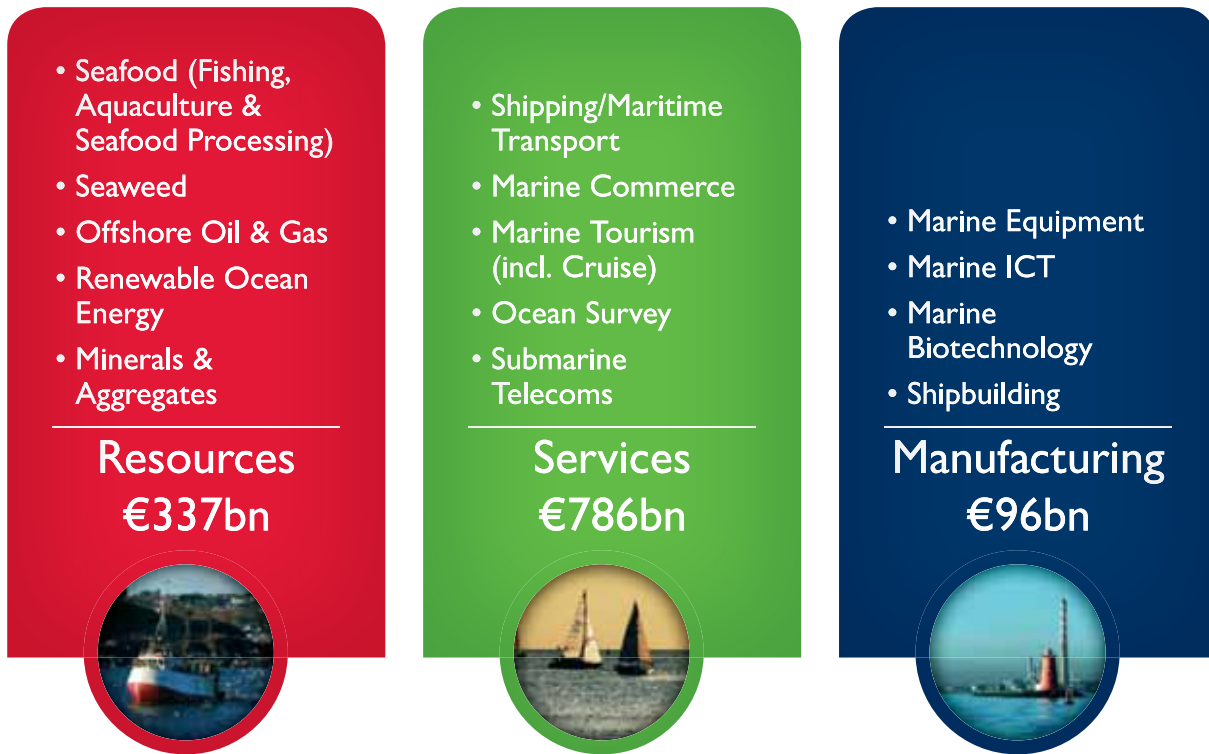 • Seafood (Fishing,
Aquaculture &
Seafood Processing)
• Seaweed
• Offshore Oil & Gas
• Renewable Ocean
Energy
• Minerals &
Aggregates
Resources
€337bn
• Shipping/Maritime
Transport
• Marine Commerce
• Marine Tourism
(incl. Cruise)
• Ocean Survey
• Submarine
Telecoms
Services
€786bn
• Marine Equipment
• Marine ICT
• Marine
Biotechnology
• Shipbuilding
Manufacturing
€96bn